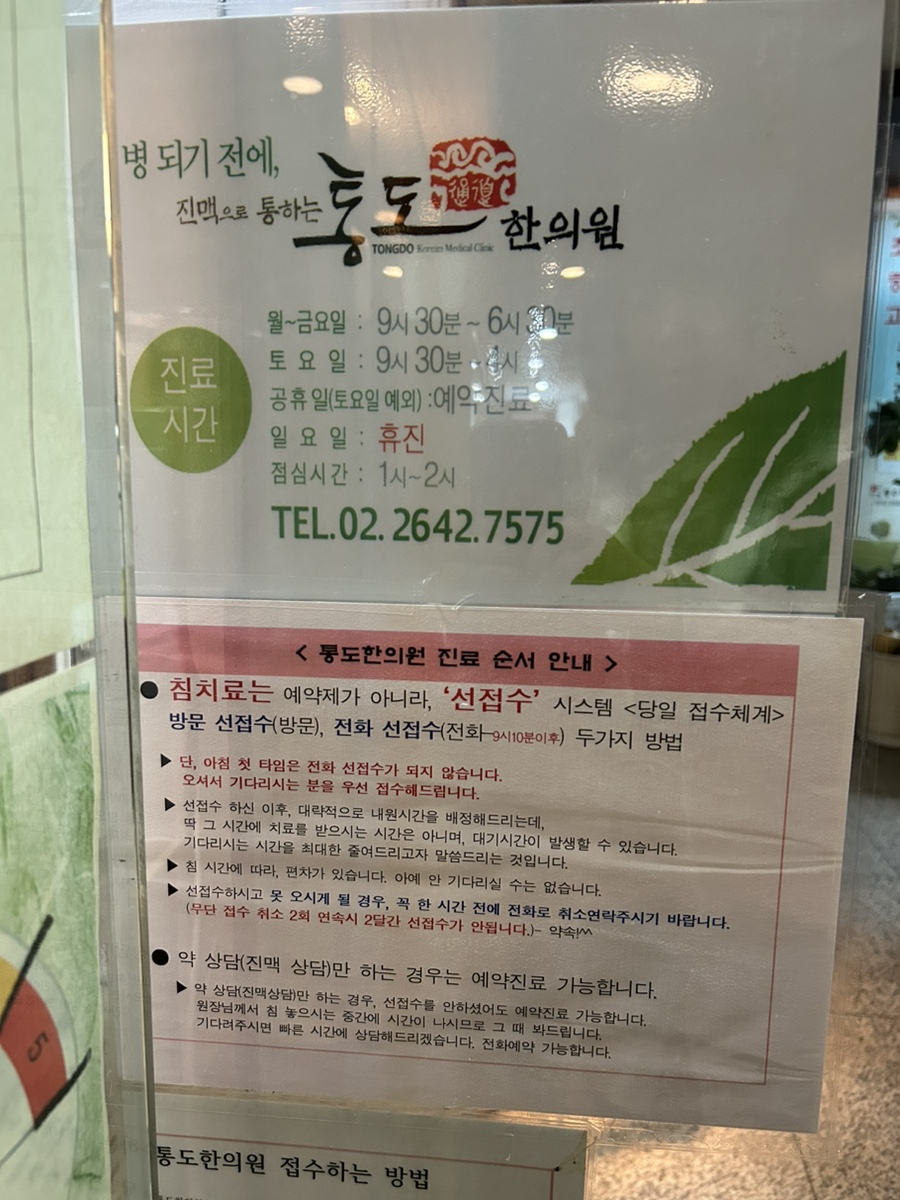 병 되기 전에,
진맥으로 통하는 통도 通道 한의원
TONGDO Korean Medical Clinic
진료
시간
월~금요일 : 9시 30분 ~ 6시 30분
토 요 일 : 9시 30분 ~ 4시
공휴일(토요일 예외) :예약진료
일 요 일 : 휴진
점심시간 : 1시~2시
TEL.02. 2642.7575
< 통도한의원 진료 순서 안내 >
● 침치료는 예약제가 아니라, '선접수' 시스템 <당일 접수체계>
방문 선접수(방문), 전화 선접수(전화-9시10분이후) 두가지 방법
▶ 단, 아침 첫 타임은 전화 선접수가 되지 않습니다.
오셔서 기다리시는 분을 우선 접수해드립니다.
▶ 선접수 하신 이후, 대략적으로 내원시간을 배정해드리는데,
딱 그 시간에 치료를 받으시는 시간은 아니며, 대기시간이 발생할 수 있습니다.
기다리시는 시간을 최대한 줄여드리고자 말씀드리는 것입니다.
▶ 침 시간에 따라, 편차가 있습니다. 아예 안 기다리실 수는 없습니다.
▶ 선접수하시고 못 오시게 될 경우, 꼭 한 시간 전에 전화로 취소연락주시기 바랍니다.
(무단 접수 취소 2회 연속시 2달간 선접수가 안됩니다.)- 약속!^^
● 약 상담(진맥 상담)만 하는 경우는 예약진료 가능합니다.
▶ 약 상담(진맥상담)만 하는 경우, 선접수를 안하셨어도 예약진료 가능합니다.
원장님께서 침 놓으시는 중간에 시간이 나시므로 그 때 봐드립니다.
기다려주시면 빠른 시간에 상담해드리겠습니다. 전화예약 가능합니다.
통도한의원 접수하는 방법
5